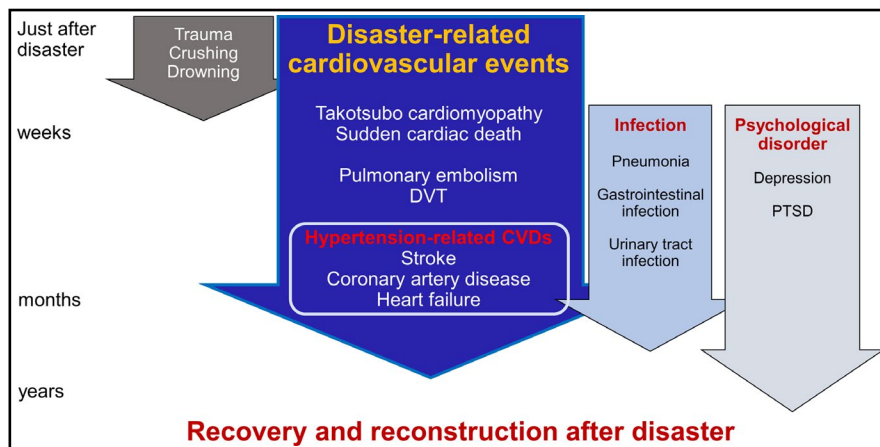 Just after
disaster
weeks
months
years
Trauma
Crushing
Drowning
Disaster-related
cardiovascular events
Takotsubo cardiomyopathy
Sudden cardiac death
Pulmonary embolism
DVT
Hypertension-related CVDs
Stroke
Coronary artery disease
Heart failure
Infection
Pneumonia
Gastrointestinal
infection
Urinary tract
infection
Psychological
disorder
Depression
PTSD
Recovery and reconstruction after disaster